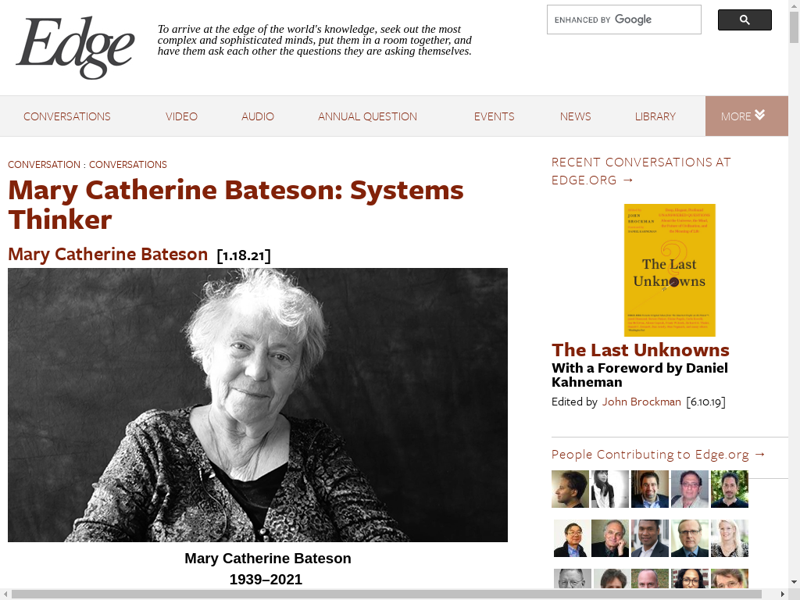 Edge
To arrive at the edge of the world's knowledge, seek out the most
complex and sophisticated minds, put them in a room together, and
have them ask each other the questions they are asking themselves.
ENHANCED BY Google
CONVERSATIONS
VIDEO
AUDIO
ANNUAL QUESTION
EVENTS
NEWS
LIBRARY
MORE
CONVERSATION : CONVERSATIONS
Mary Catherine Bateson: Systems
Thinker
Mary Catherine Bateson [1.18.21]
Mary Catherine Bateson
1939–2021
RECENT CONVERSATIONS AT
EDGE.ORG →
JOHN
BROCKMAN
The Last
Unknowns
The Last Unknowns
With a Foreword by Daniel
Kahneman
Edited by John Brockman [6.10.19]
People Contributing to Edge.org →